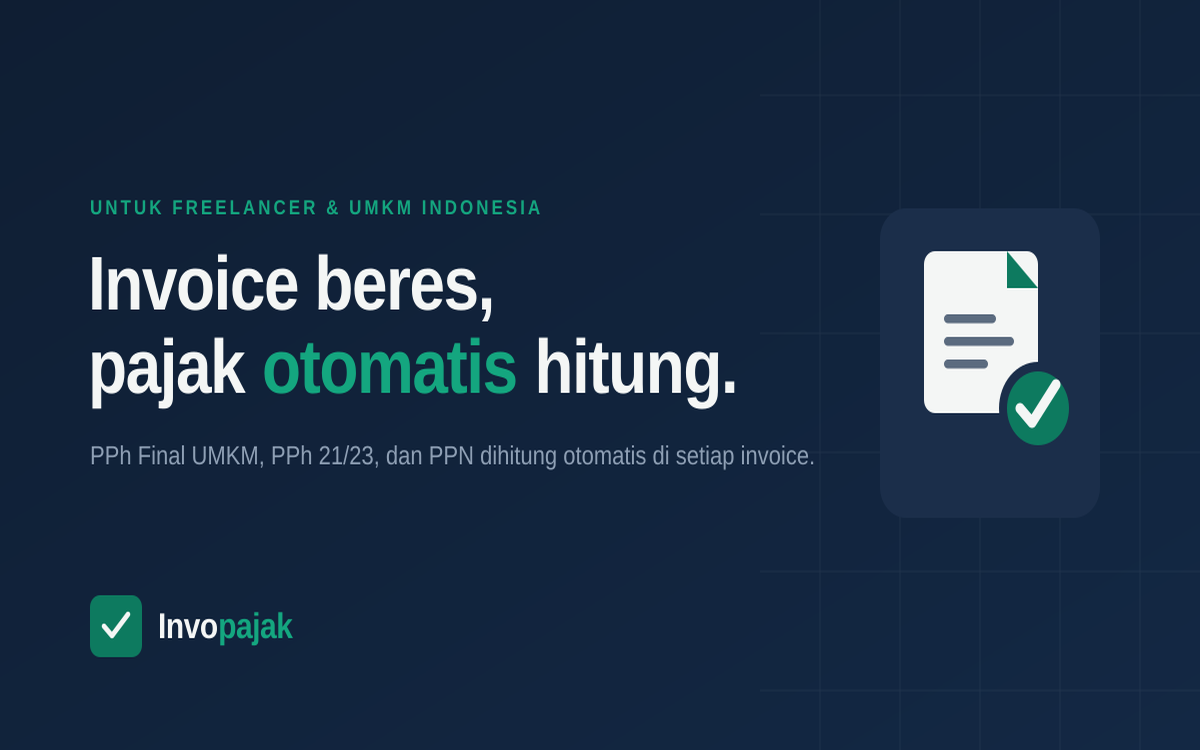 UNTUK FREELANCER & UMKM INDONESIA
Invoice beres,
pajak otomatis hitung.
PPh Final UMKM, PPh 21/23, dan PPN dihitung otomatis di setiap invoice.
Invopajak